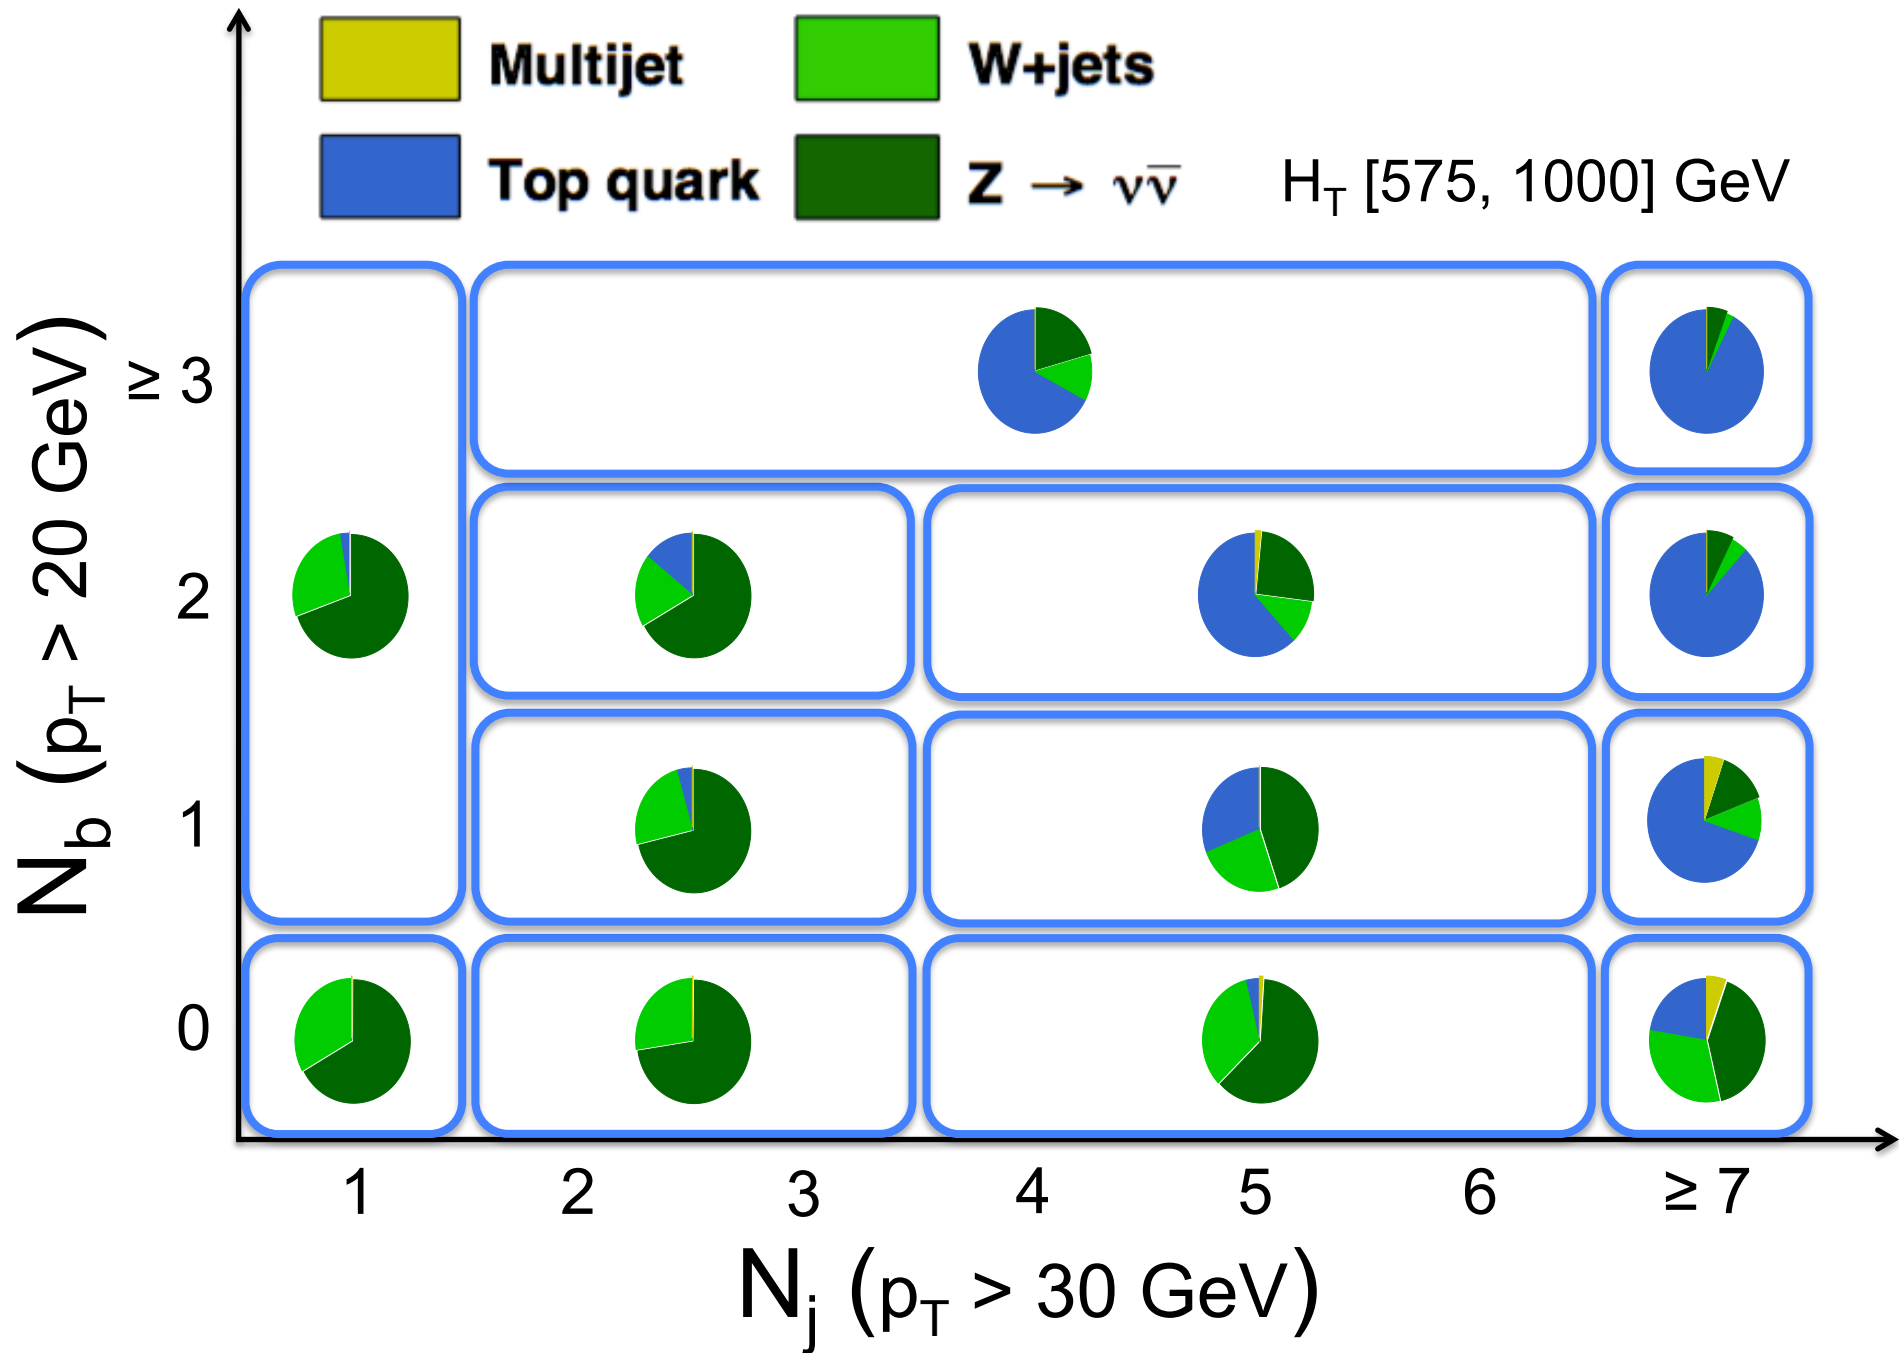 Multijet
W+jets
Top quark
Z → νν̅
H_T [575, 1000] GeV
N_b (p_T > 20 GeV)
≥ 3
2
1
0
1 2 3 4 5 6 ≥ 7
N_j (p_T > 30 GeV)